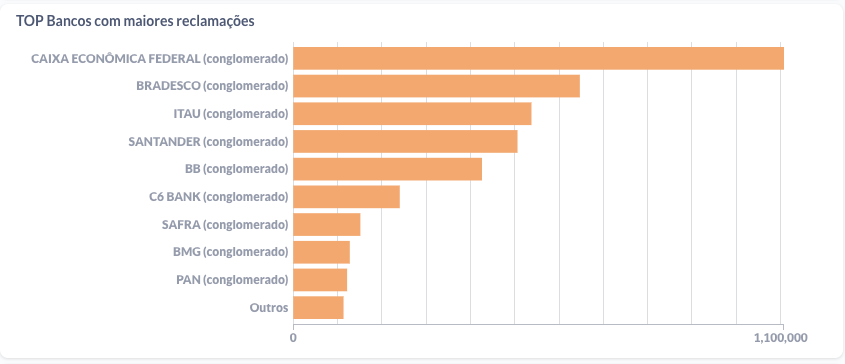 TOP Bancos com maiores reclamações
CAIXA ECONÔMICA FEDERAL (conglomerado)
BRADESCO (conglomerado)
ITAU (conglomerado)
SANTANDER (conglomerado)
BB (conglomerado)
C6 BANK (conglomerado)
SAFRA (conglomerado)
BMG (conglomerado)
PAN (conglomerado)
Outros
0 1,100,000